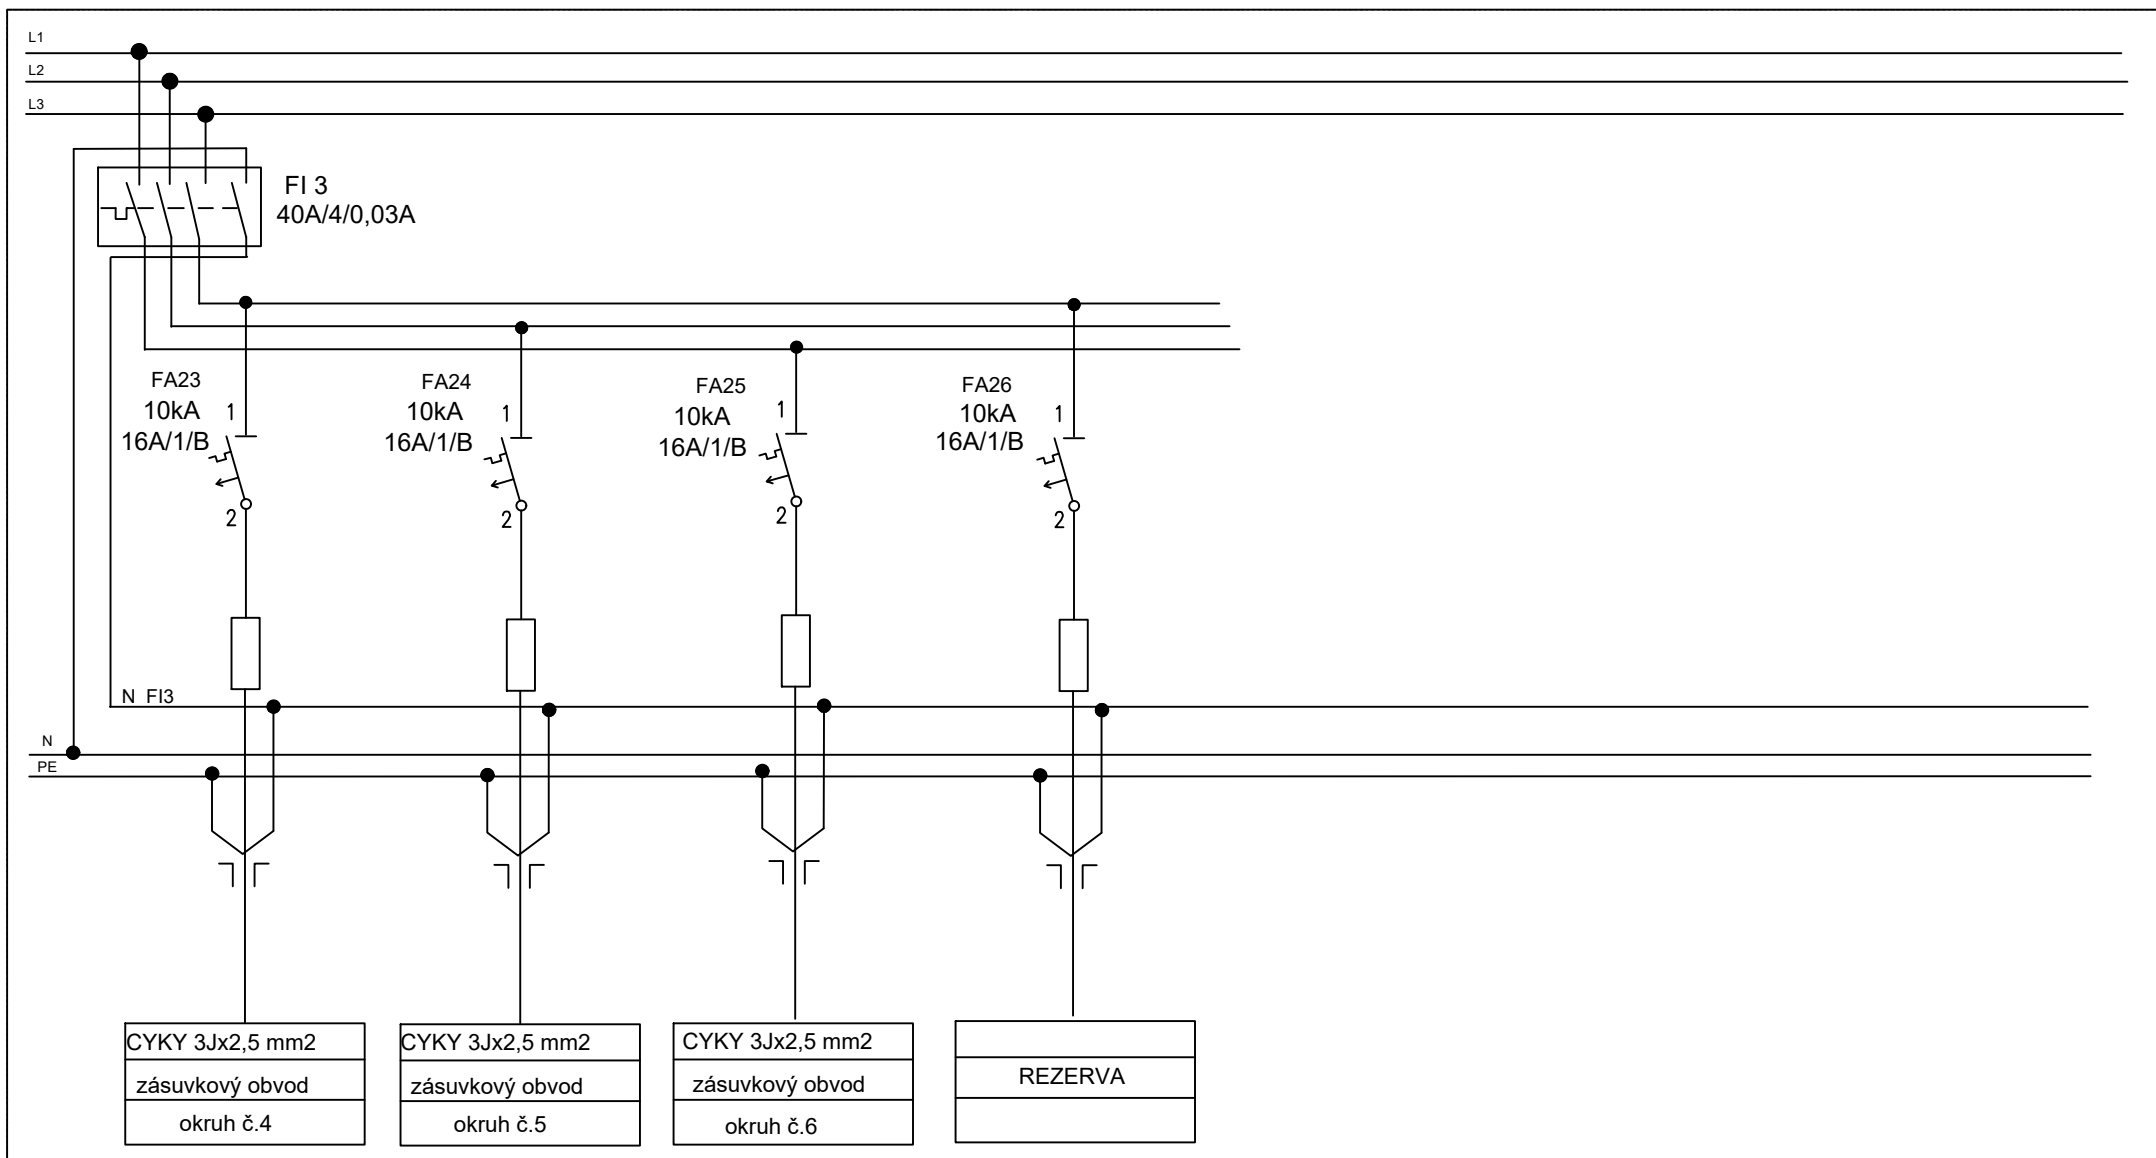 L1
L2
L3
FI 3
40A/4/0,03A
FA23
10kA
16A/1/B
1
2
FA24
10kA
16A/1/B
1
2
FA25
10kA
16A/1/B
1
2
FA26
10kA
16A/1/B
1
2
N FI3
N
PE
CYKY 3Jx2,5 mm2
zásuvkový obvod
okruh č.4
CYKY 3Jx2,5 mm2
zásuvkový obvod
okruh č.5
CYKY 3Jx2,5 mm2
zásuvkový obvod
okruh č.6
REZERVA